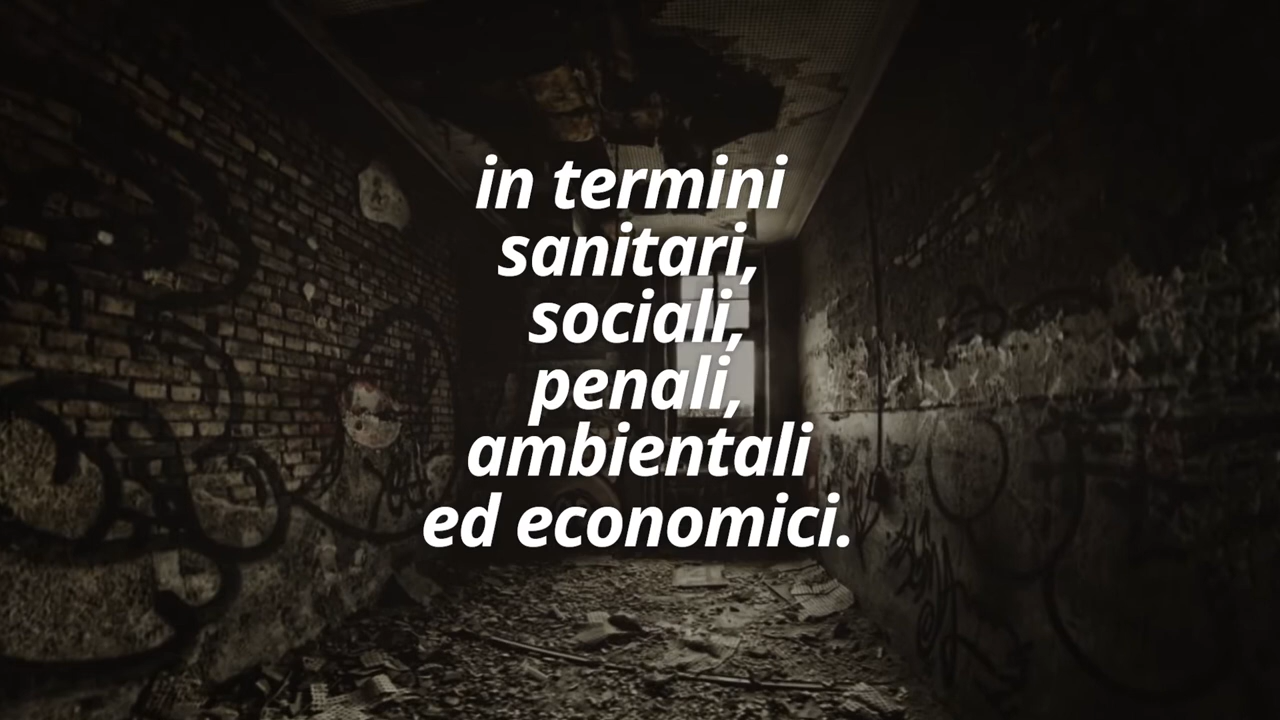 in termini
sanitari,
sociali,
penali,
ambientali
ed economici.